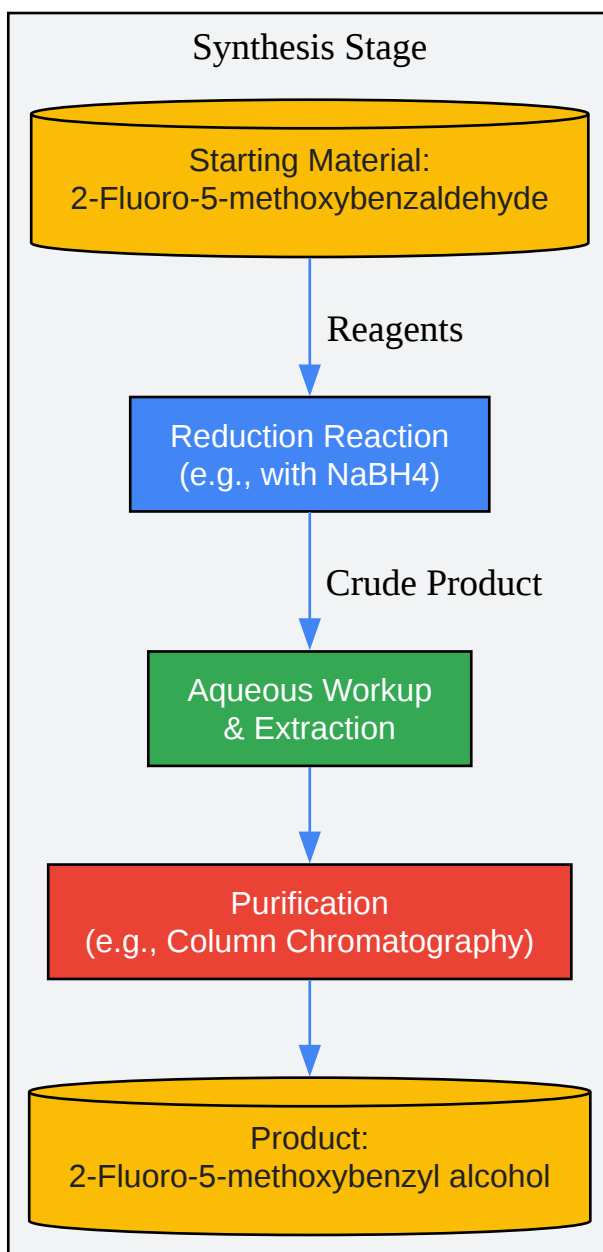 Synthesis Stage
Starting Material:
2-Fluoro-5-methoxybenzaldehyde
Reagents
Reduction Reaction
(e.g., with NaBH4)
Crude Product
Aqueous Workup
& Extraction
Purification
(e.g., Column Chromatography)
Product:
2-Fluoro-5-methoxybenzyl alcohol